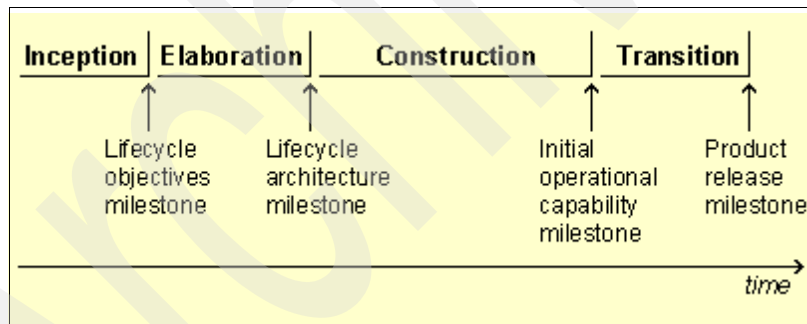 Inception Elaboration Construction Transition
Lifecycle
objectives
milestone
Lifecycle
architecture
milestone
Initial
operational
capability
milestone
Product
release
milestone
time